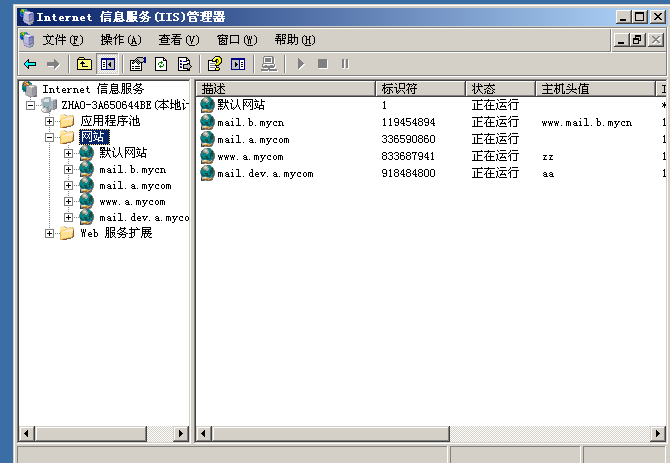 Internet 信息服务(IIS)管理器
文件(F) 操作(A) 查看(V) 窗口(W) 帮助(H)
Internet 信息服务
ZHAO-3A650644BE(本地计
应用程序池
网站
默认网站
mail.b.mycn
mail.a.mycom
www.a.mycom
mail.dev.a.myco
Web 服务扩展
描述 标识符 状态 主机头值 I
默认网站 1 正在运行 *
mail.b.mycn 119454894 正在运行 www.mail.b.mycn 1
mail.a.mycom 336590860 正在运行 1
www.a.mycom 833687941 正在运行 zz 1
mail.dev.a.mycom 918484800 正在运行 aa 1